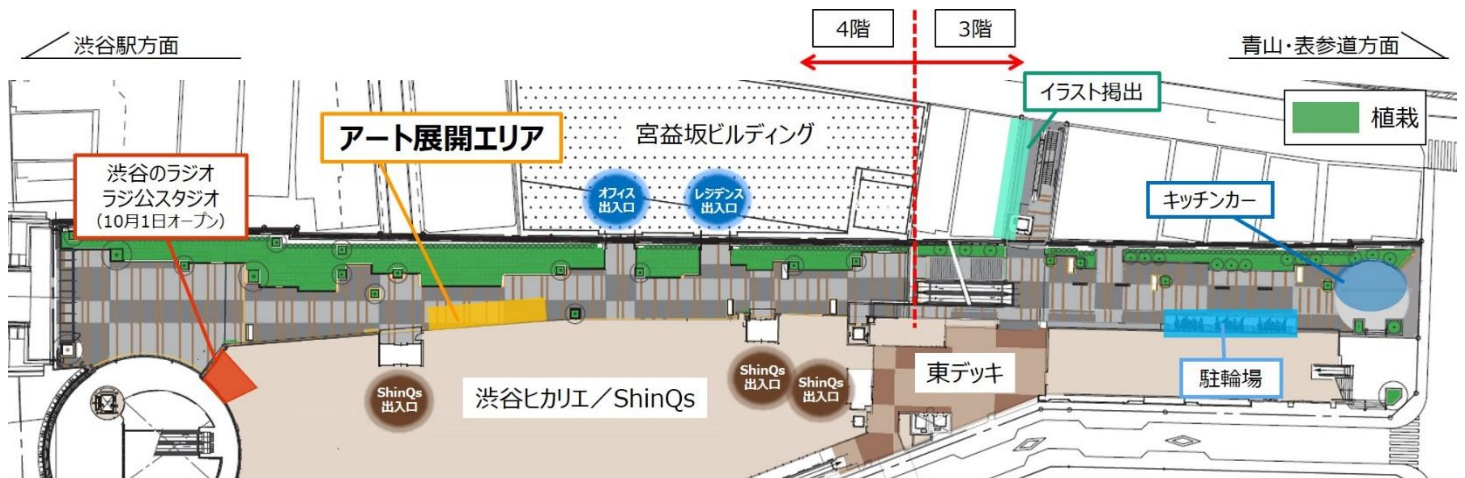 渋谷駅方面
4階
3階
青山・表参道方面
イラスト掲出
植栽
アート展開エリア
宮益坂ビルディング
渋谷のラジオ
ラジ公スタジオ
（10月1日オープン）
オフィス
出入口
レジデンス
出入口
キッチンカー
ShinQs
出入口
渋谷ヒカリエ／ShinQs
ShinQs
出入口
ShinQs
出入口
東デッキ
駐輪場